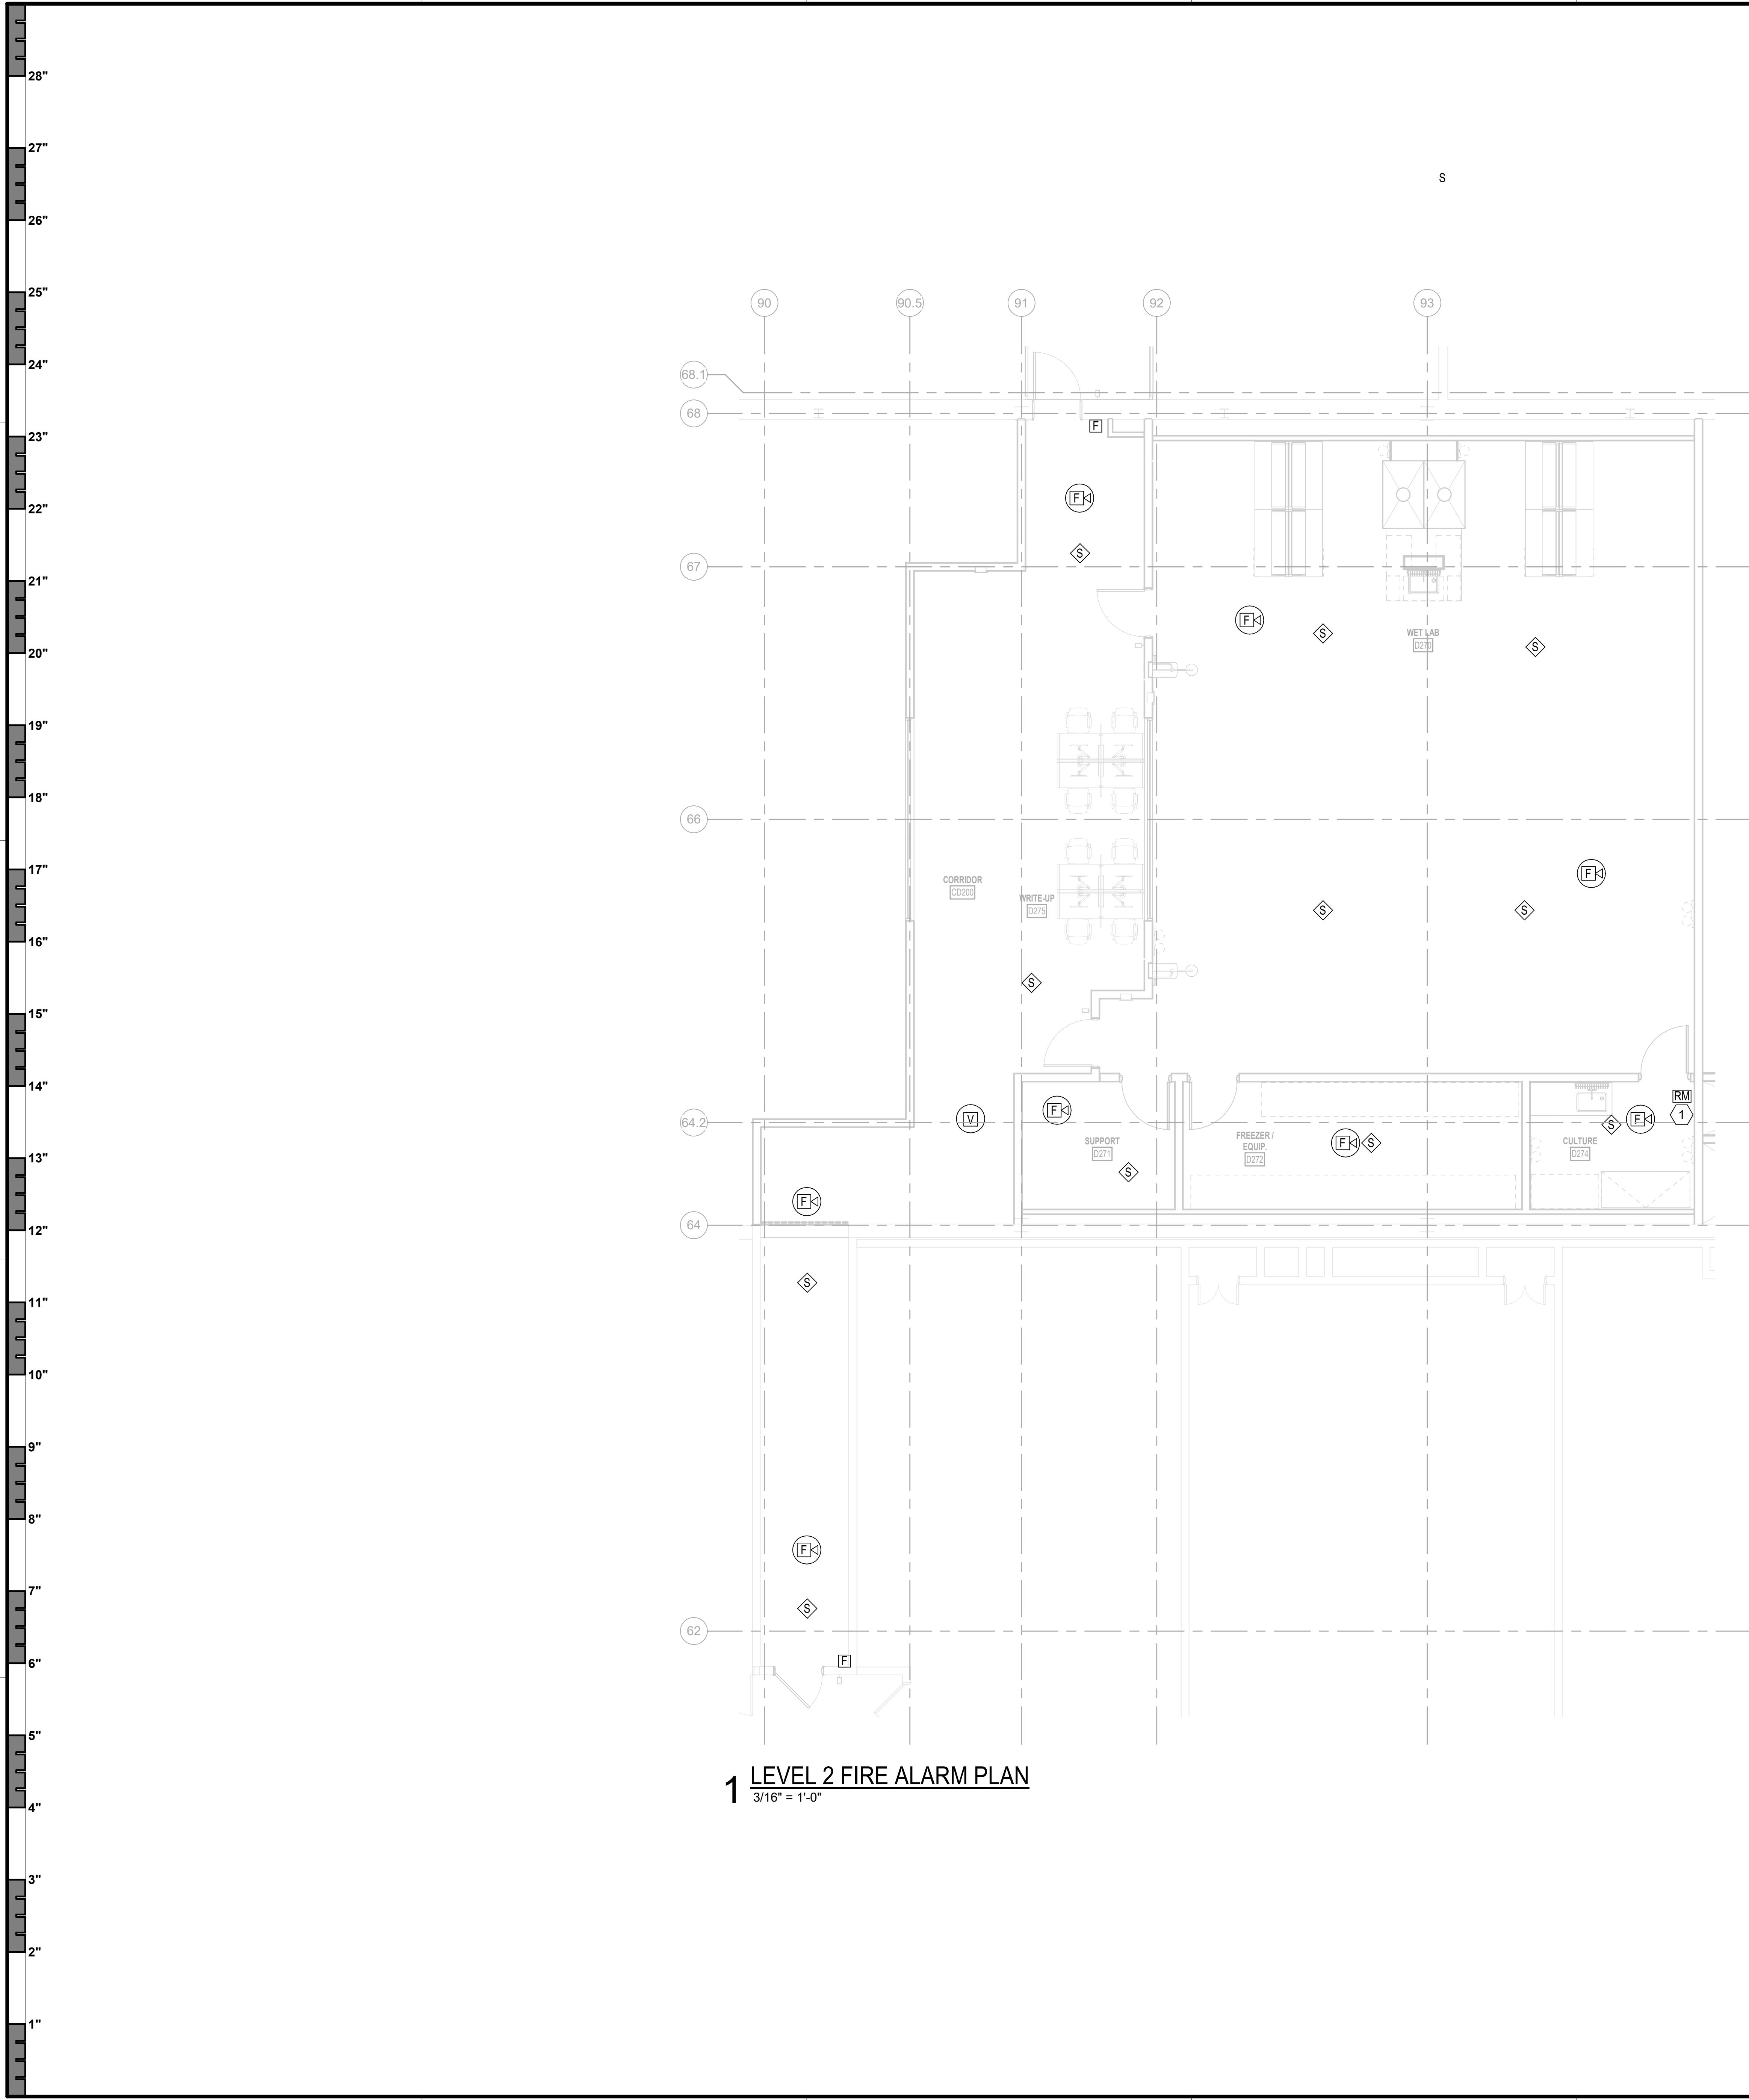 28"
27"
26"
25"
24"
23"
22"
21"
20"
19"
18"
17"
16"
15"
14"
13"
12"
11"
10"
9"
8"
7"
6"
5"
4"
3"
2"
1"
S
90 90.5 91 92 93
68.1
68
F
F
S
67
F
S
WET LAB
D270
S
66
F
CORRIDOR
CD200
WRITE-UP
D275
S
S
S
RM
1
64.2
V
F
F
S
SUPPORT
D271
FREEZER /
EQUIP.
D272
F
S
CULTURE
D274
S
F
64
S
F
S
62
F
1 LEVEL 2 FIRE ALARM PLAN
3/16" = 1'-0"